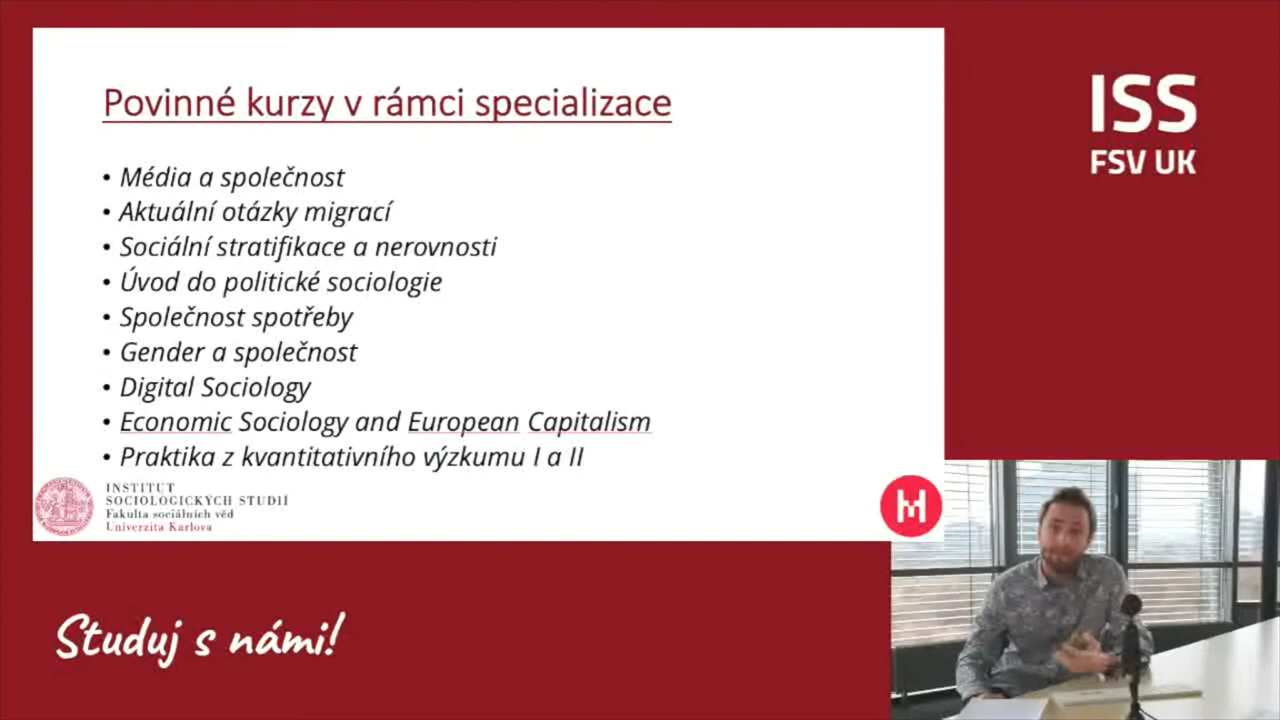 Povinné kurzy v rámci specializace
• Média a společnost
• Aktuální otázky migrací
• Sociální stratifikace a nerovnosti
• Úvod do politické sociologie
• Společnost spotřeby
• Gender a společnost
• Digital Sociology
• Economic Sociology and European Capitalism
• Praktika z kvantitativního výzkumu I a II
INSTITUT
SOCIOLOGICKÝCH STUDIÍ
Fakulta sociálních věd
Univerzita Karlova
M
ISS
FSV UK
Studuj s námi!